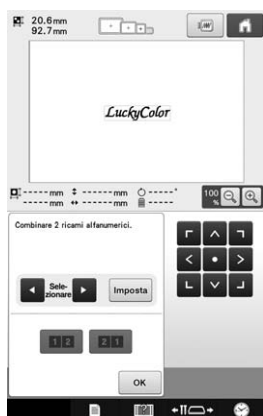 20.6mm
92.7mm
LuckyColor
-----mm ------mm -----°
-----mm ------mm -----
100
%
Combinare 2 ricami alfanumerici.
Sele-
zionare
Imposta
1 2
2 1
OK